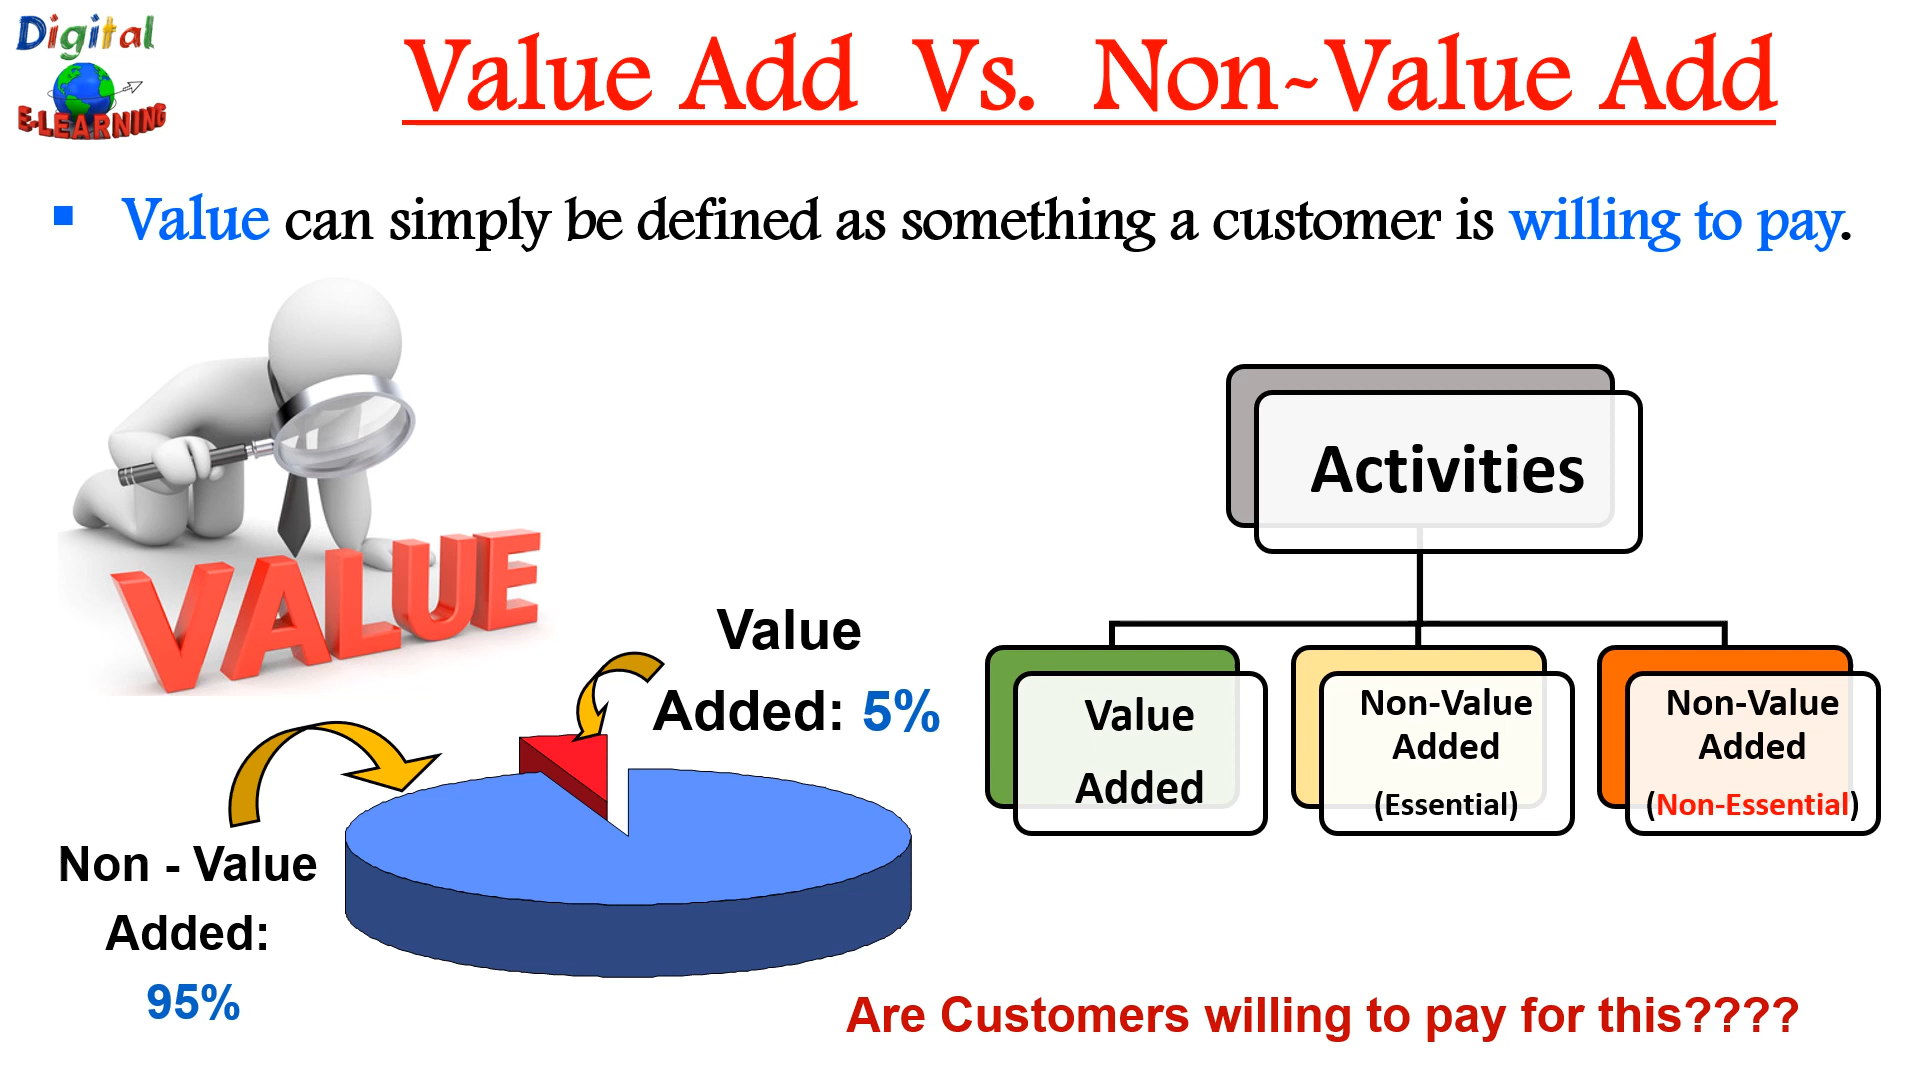 Digital
E-LEARNING
Value Add Vs. Non-Value Add
▪ Value can simply be defined as something a customer is willing to pay.
VALUE
Value
Added: 5%
Non - Value
Added:
95%
Activities
Value
Added
Non-Value
Added
(Essential)
Non-Value
Added
(Non-Essential)
Are Customers willing to pay for this????